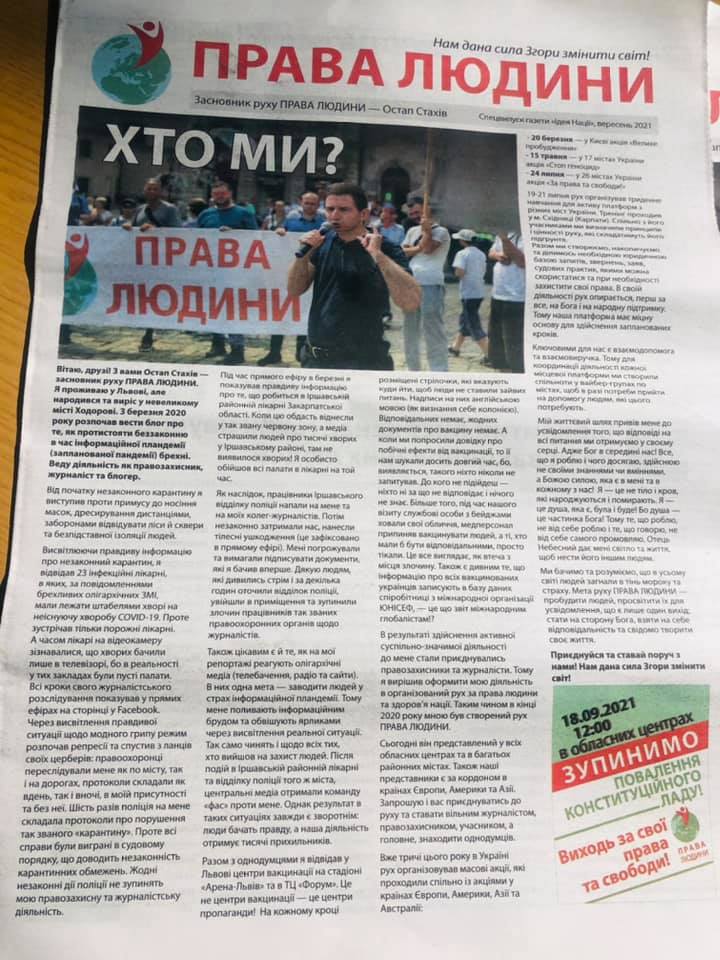 Нам дана сила Згори змінити світ!
ПРАВА ЛЮДИНИ
Засновник руху ПРАВА ЛЮДИНИ — Остап Стахів
Спецвипуск газети «Ідея Нації», вересень 2021
ХТО МИ?
ПРАВА
ЛЮДИНИ
Вітаю, друзі! З вами Остап Стахів —
засновник руху ПРАВА ЛЮДИНИ.
Я проживаю у Львові, але
народився та виріс у невеликому
місті Ходорові. З березня 2020
року розпочав вести блог про
те, як протистояти беззаконню
в час інформаційної пландемії
(запланованої пандемії) брехні.
Веду діяльність як правозахисник,
журналіст та блогер.
Від початку незаконного карантину я
виступив проти примусу до носіння
масок, дресирування дистанціями,
заборонами відвідувати ліси й сквери
та безпідставної ізоляції людей.
Висвітлюючи правдиву інформацію
про незаконний карантин, я
відвідав 23 інфекційні лікарні,
в яких, за повідомленнями
брехливих олігархічних ЗМІ,
мали лежати штабелями хворі на
неіснуючу хворобу COVID-19. Проте
зустрічав тільки порожні лікарні.
А часом лікарі на відеокамеру
зізнавалися, що хворих бачили
лише в телевізорі, бо в реальності
у тих закладах були пусті палати.
Всі кроки свого журналістського
розслідування показував у прямих
ефірах на сторінці у Facebook.
Через висвітлення правдивої
ситуації щодо модного грипу режим
розпочав репресії та спустив з ланців
своїх церберів: правоохоронці
переслідували мене як по місту, так
і на дорогах, протоколи складали як
вдень, так і вночі, в моїй присутності
та без неї. Шість разів поліція на мене
складала протоколи про порушення
так званого «карантину». Проте всі
справи були виграні в судовому
порядку, що доводить незаконність
карантинних обмежень. Жодні
незаконні дії поліції не зупинять
мою правозахисну та журналістську
діяльність.
Під час прямого ефіру в березні я
показував правдиву інформацію
про те, що робиться в Іршавській
районній лікарні Закарпатської
області. Коли цю область віднесли
у так звану червону зону, а медіа
страшили людей про тисячих хворих
у Іршавському районі, там не
виявилося хворих! Я особисто
обійшов всі палати в лікарні на той
час.
Як наслідок, працівники Іршавського
відділку поліції напали на мене та
на моїх колег-журналістів. Потім
незаконно затримали нас, нанесли
тілесні ушкодження (це зафіксовано
в прямому ефірі). Мені погрожували
та вимагали підписати документи,
які я бачив вперше. Дякую людям,
які дивились стрім і за декілька
годин оточили відділок поліції,
увійшли в приміщення та зупинили
злочин працівників так званих
правоохоронних органів щодо
журналістів.
Також цікавим є й те, як на мої
репортажі реагують олігархічні
медіа (телебачення, радіо та сайти).
В них одна мета — заводити людей у
страх інформаційної пландемії. Тому
мене поливають інформаційним
брудом та обвішують ярликами
через висвітлення реальної ситуації.
Так само чинять і щодо всіх тих,
хто вийшов на захист людей. Після
подій в Іршавській районній лікарні
та відділку поліції того ж міста,
центральні медіа отримали команду
«фас» проти мене. Однак результат в
таких ситуаціях завжди є зворотнім:
люди бачать правду, а наша діяльність
отримує тисячі прихильників.
Разом з однодумцями я відвідав у
Львові центри вакцинації на стадіоні
«Арена-Львів» та в ТЦ «Форум». Це
не центри вакцинації — це центри
пропаганди! На кожному кроці
розміщені стрілочки, які вказують
куди йти, щоб люди не ставили зайвих
питань. Надписи на них англійською
мовою (як визнання себе колонією).
Відповідальних немає, жодних
документів про вакцину немає. А
коли ми попросили довідку про
побічні ефекти від вакцинації, то її
нам шукали досить довгий час, бо,
виявляється, такого ніхто ніколи не
запитував. До кого не підійдеш —
ніхто ні за що не відповідає і нічого
не знає. Більше того, під час нашого
візиту службові особи з бейджами
ховали свої обличчя, медперсонал
припиняв вакцинувати людей, а ті, хто
мали б бути відповідальними, просто
тікали. Це все виглядає, як втеча з
місця злочину. Також є дивним те, що
інформацію про всіх вакцинованих
українців записують в базу даних
співробітниці з міжнародної організації
ЮНІСЕФ, — це що звіт міжнародним
глобалістам!?
В результаті здійснення активної
суспільно-значимої діяльності
до мене стали приєднуватись
правозахисники та журналісти. Тому
я вирішив оформити мою діяльність
в організований рух за права людини
та здоров'я нації. Таким чином в кінці
2020 року мною був створений рух
ПРАВА ЛЮДИНИ.
Сьогодні він представлений у всіх
обласних центрах та в багатьох
районних містах. Також наші
представники є за кордоном в
країнах Європи, Америки та Азії.
Запрошую і вас приєднуватись до
руху та ставати вільним журналістом,
правозахисником, учасником, а
головне, знаходити однодумців.
Вже тричі цього року в Україні
рух організовував масові акції, які
проходили спільно із акціями у
країнах Європи, Америки, Азії та
Австралії:
- 20 березня — у Києві акція «Велике
пробудження»
- 15 травня — у 17 містах України
акція «Стоп геноцид»
- 24 липня — у 26 містах України
акція «За права та свободи!»
19-21 липня рух організував триденне
навчання для активу платформ з
різних міст України. Тренінг проходив
у м. Східниці (Карпати). Спільно з його
учасниками ми визначили принципи
і цінності руху, які складатимуть його
підґрунтя.
Разом ми створюємо, накопичуємо
та ділимось необхідною юридичною
базою запитів, звернень, заяв,
судових практик, якими можна
скористатися та при необхідності
захистити свої права. В своїй
діяльності рух опирається, перш за
все, на Бога і на народну підтримку.
Тому наша платформа має міцну
основу для здійснення запланованих
кроків.
Ключовими для нас є взаємодопомога
та взаємовиручка. Тому для
координації діяльності кожної
місцевої платформи ми створили
спільноти у вайбер-групах по
містах, щоб в разі потреби прийти
на допомогу людям, які цього
потребують.
Мій життєвий шлях привів мене до
усвідомлення того, що відповіді на
всі питання ми отримуємо у своєму
серці. Адже Бог в середині нас! Все,
що я роблю і чого досягаю, здійснюю
не своїми знаннями чи вміннями,
а Божою силою, яка є в мені та в
кожному з нас! Я — це не тіло і кров,
які народжуються і помирають. Я —
це душа, яка є, була і буде! Бо душа —
це частинка Бога! Тому те, що роблю,
не від себе роблю і те, що говорю, не
від себе самого промовляю. Отець
Небесний дає мені світло та життя,
щоб нести його іншим людям.
Ми бачимо та розуміємо, що в усьому
світі людей загнали в тінь мороку та
страху. Мета руху ПРАВА ЛЮДИНИ —
пробудити людей, просвітити їх для
усвідомлення, що є лише один вихід:
стати на сторону Бога, взяти на себе
відповідальність та свідомо творити
своє життя.
Приєднуйся та ставай поруч з
нами! Нам дана сила Згори змінити
світ!
18.09.2021
12:00
в обласних центрах
ЗУПИНИМО
ПОВАЛЕННЯ
КОНСТИТУЦІЙНОГО
ЛАДУ!
Виходь за свої
права
та свободи!
ПРАВА
ЛЮДИНИ